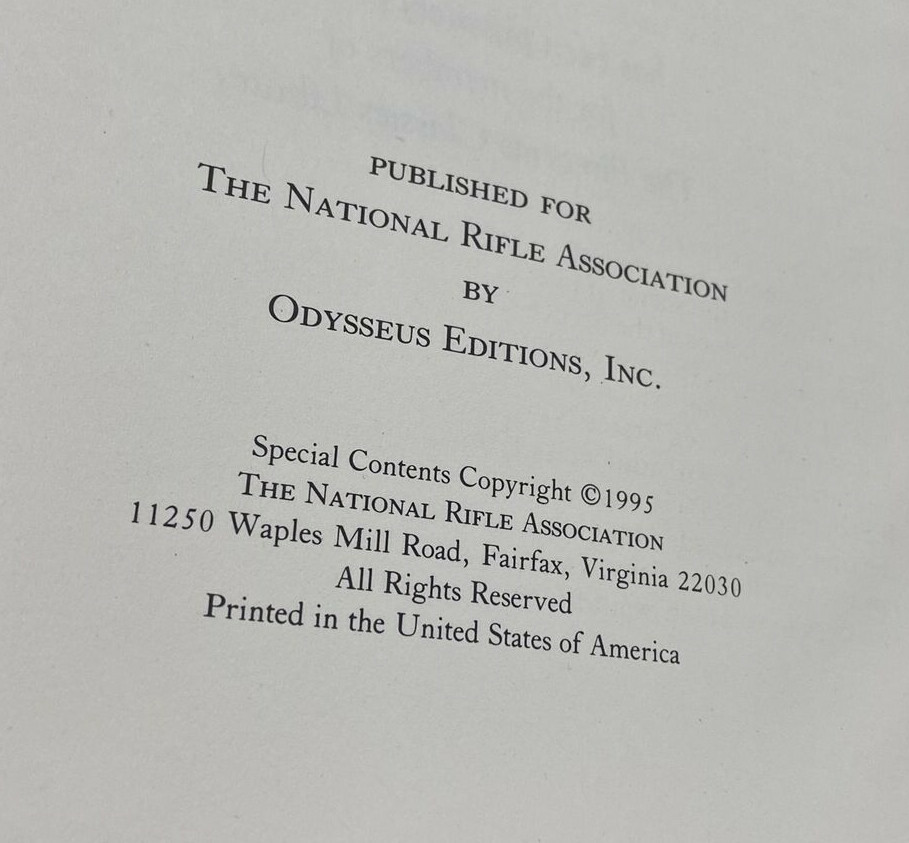 PUBLISHED FOR
THE NATIONAL RIFLE ASSOCIATION
BY
ODYSSEUS EDITIONS, INC.
Special Contents Copyright ©1995
THE NATIONAL RIFLE ASSOCIATION
11250 Waples Mill Road, Fairfax, Virginia 22030
All Rights Reserved
Printed in the United States of America